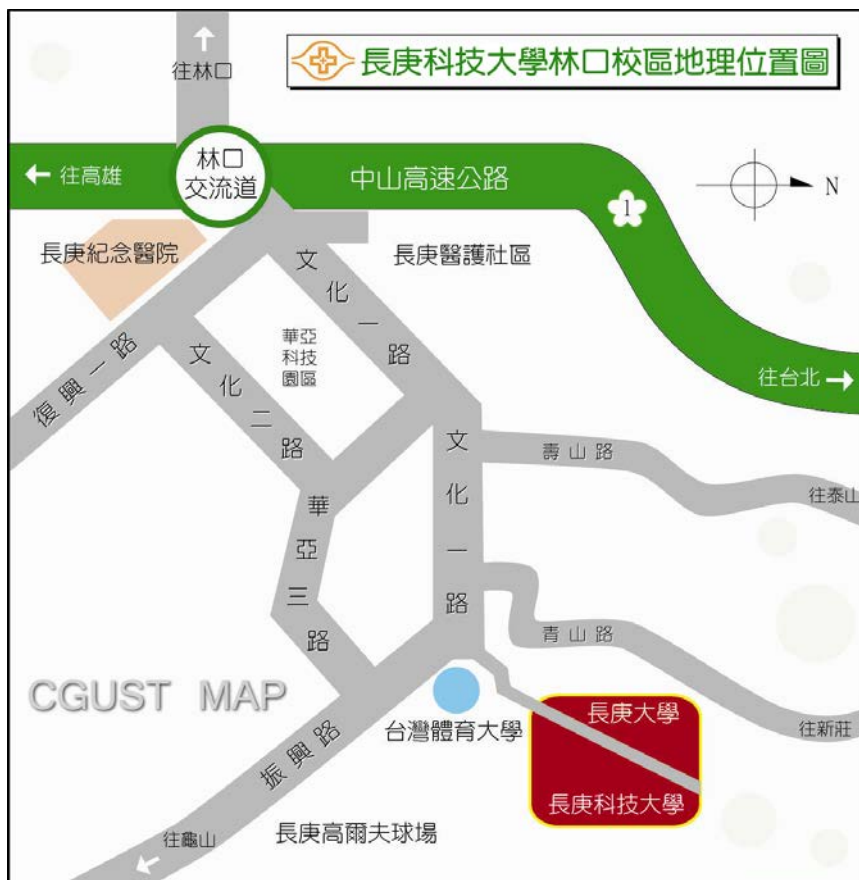 長庚科技大學林口校區地理位置圖
往林口
林口
交流道
往高雄
中山高速公路
1
N
長庚紀念醫院
長庚醫護社區
文化一路
華亞
科技
園區
復興一路
文化二路
往台北
壽山路
文化一路
往泰山
華亞三路
青山路
CGUST MAP
長庚大學
台灣體育大學
往新莊
振興路
長庚科技大學
長庚高爾夫球場
往龜山